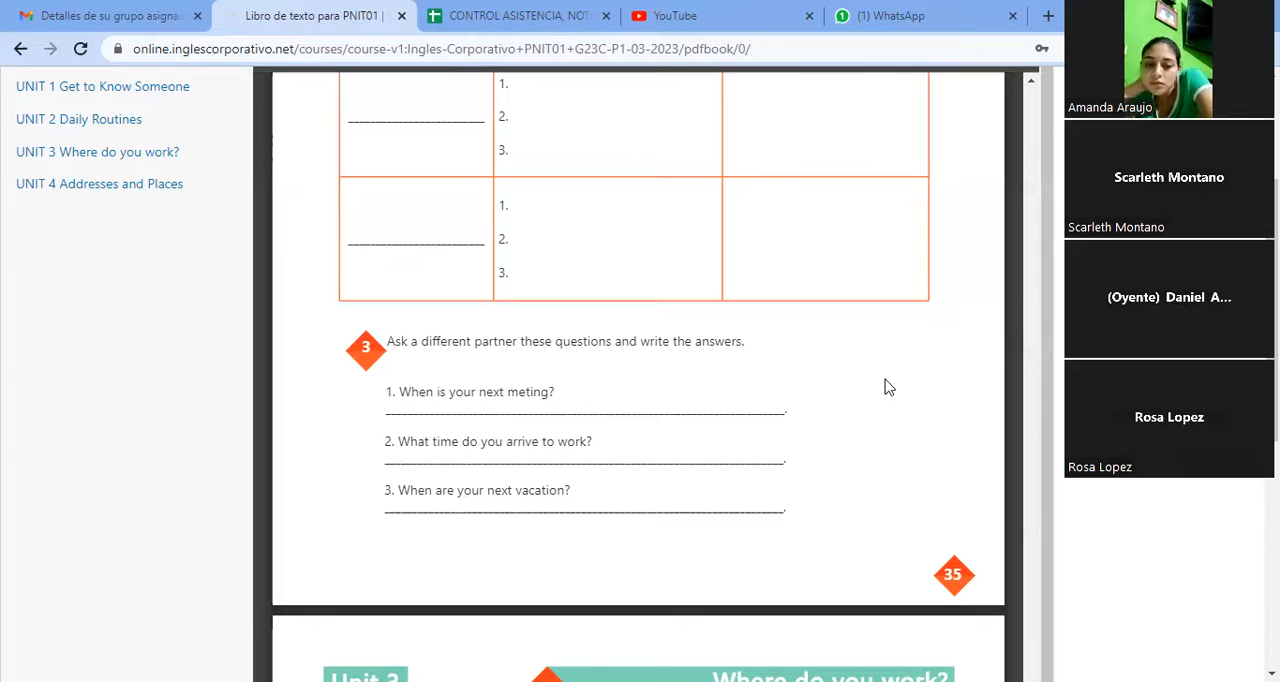 Detalles de su grupo asigna
Libro de texto para PNIT01 |
CONTROL ASISTENCIA, NOT
YouTube
(1) WhatsApp
online.inglescorporativo.net/courses/course-v1:Ingles-Corporativo+PNIT01+G23C-P1-03-2023/pdfbook/0/
UNIT 1 Get to Know Someone
UNIT 2 Daily Routines
UNIT 3 Where do you work?
UNIT 4 Addresses and Places
1.
2.
3.
1.
2.
3.
3 Ask a different partner these questions and write the answers.
1. When is your next meting?
2. What time do you arrive to work?
3. When are your next vacation?
35
Unit 3
Where do you work?
Amanda Araujo
Scarleth Montano
Scarleth Montano
(Oyente) Daniel A...
Rosa Lopez
Rosa Lopez